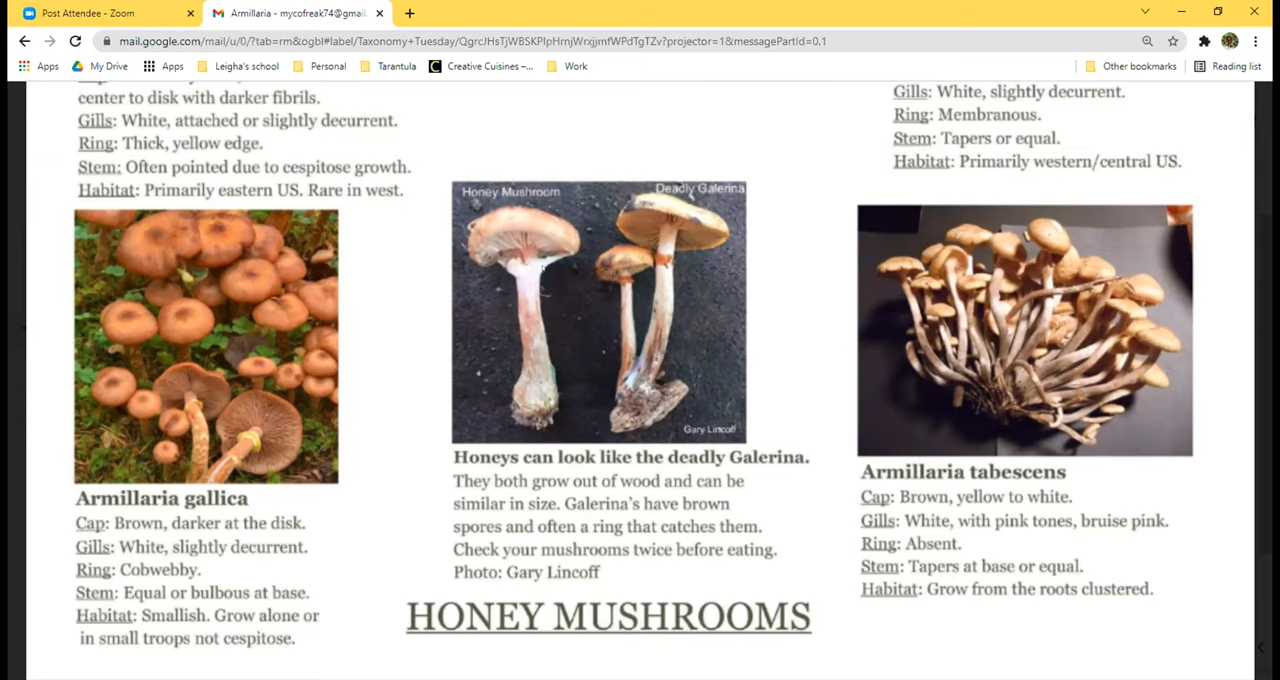 Post Attendee - Zoom
Armillaria - mycofreak74@gmail.
mail.google.com/mail/u/0/?tab=rm&ogbl#label/Taxonomy+Tuesday/QgrcJHsTjWBSKPlpHrnjWrxjjmfWPdTgTZv?projector=1&messagePartId=0.1
Apps
My Drive
Apps
Leigha's school
Personal
Tarantula
Creative Cuisines –...
Work
Other bookmarks
Reading list
center to disk with darker fibrils.
Gills: White, attached or slightly decurrent.
Ring: Thick, yellow edge.
Stem: Often pointed due to cespitose growth.
Habitat: Primarily eastern US. Rare in west.
Gills: White, slightly decurrent.
Ring: Membranous.
Stem: Tapers or equal.
Habitat: Primarily western/central US.
Armillaria gallica
Cap: Brown, darker at the disk.
Gills: White, slightly decurrent.
Ring: Cobwebby.
Stem: Equal or bulbous at base.
Habitat: Smallish. Grow alone or
in small troops not cespitose.
Honey Mushroom
Deadly Galerina
Gary Lincoff
Honeys can look like the deadly Galerina.
They both grow out of wood and can be
similar in size. Galerina's have brown
spores and often a ring that catches them.
Check your mushrooms twice before eating.
Photo: Gary Lincoff
HONEY MUSHROOMS
Armillaria tabescens
Cap: Brown, yellow to white.
Gills: White, with pink tones, bruise pink.
Ring: Absent.
Stem: Tapers at base or equal.
Habitat: Grow from the roots clustered.